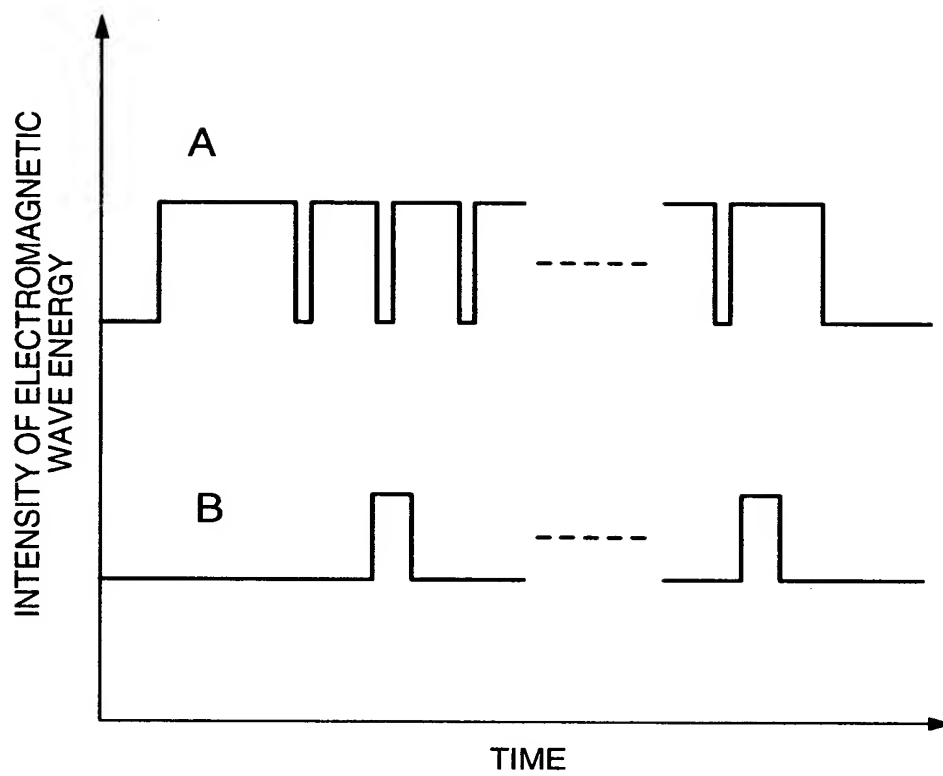 INTENSITY OF ELECTROMAGNETIC
WAVE ENERGY
A
B
TIME